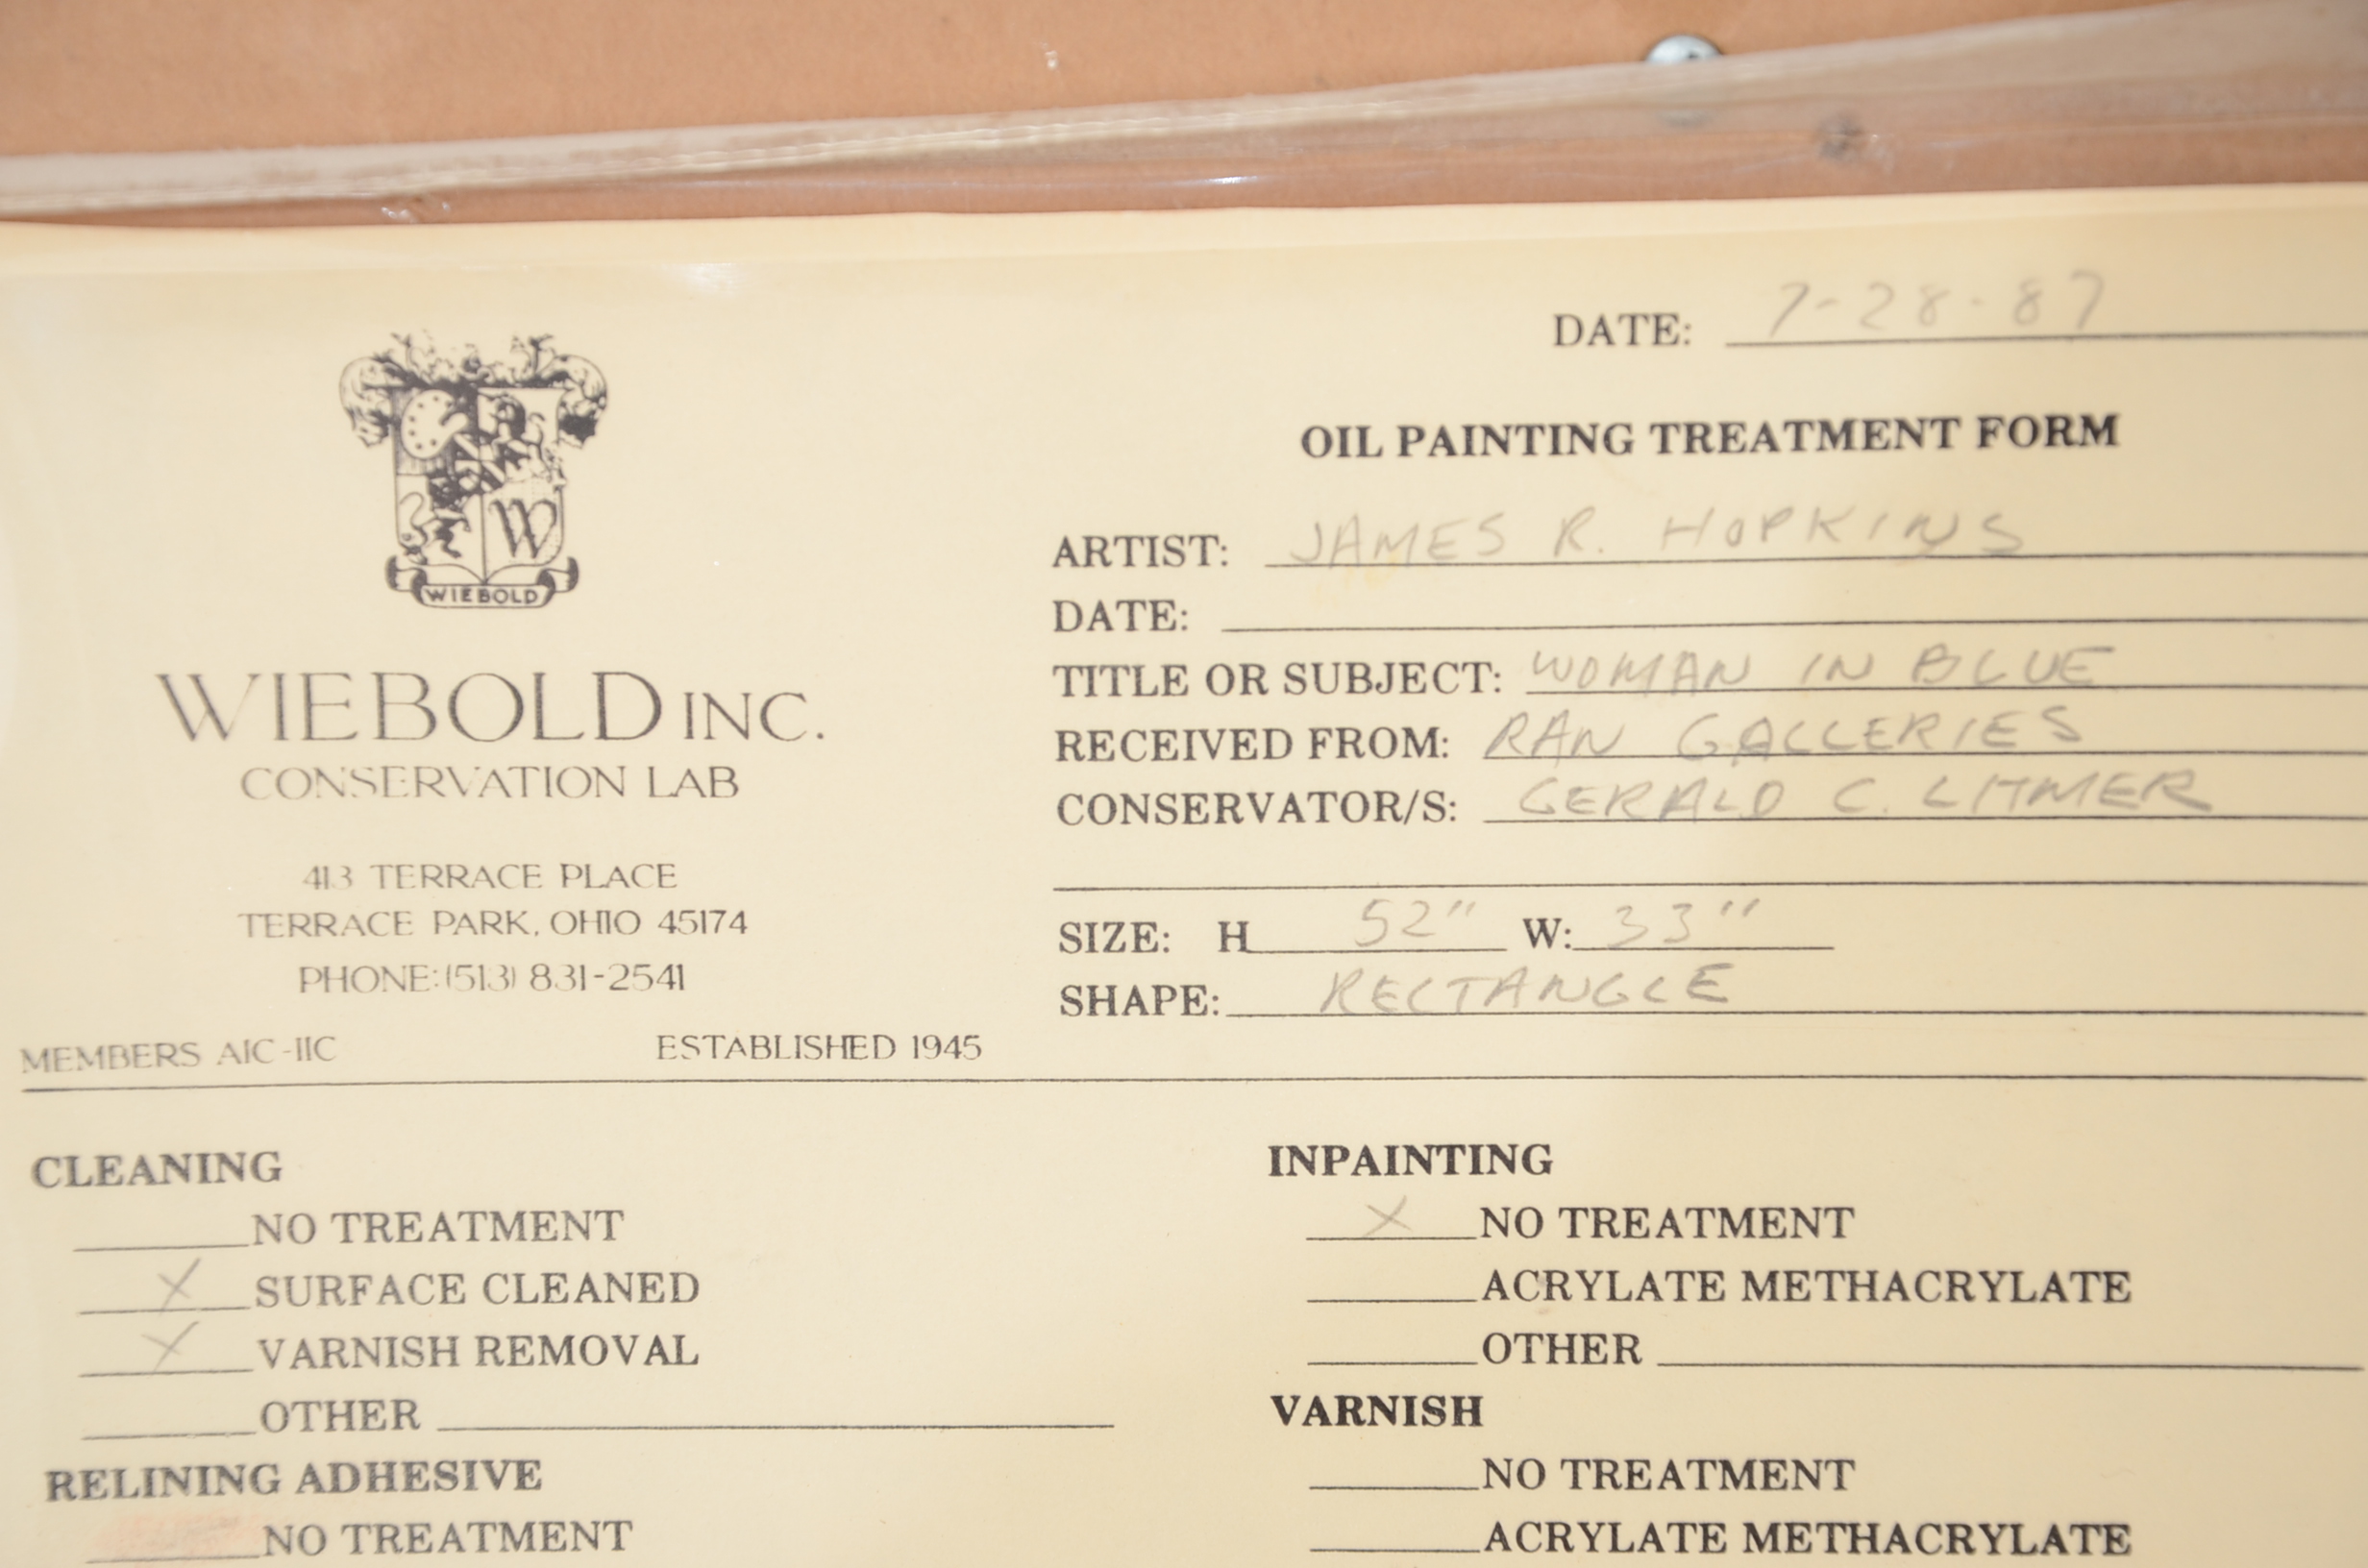 DATE: 7-28-87
OIL PAINTING TREATMENT FORM
W
WIEBOLD
WIEBOLD INC.
CONSERVATION LAB
413 TERRACE PLACE
TERRACE PARK, OHIO 45174
PHONE: (513) 831-2541
MEMBERS AIC-IIC ESTABLISHED 1945
ARTIST: JAMES R. HOPKINS
DATE:
TITLE OR SUBJECT: WOMAN IN BLUE
RECEIVED FROM: RAN GALLERIES
CONSERVATOR/S: GERALD C. LITMER
SIZE: H 52" W: 33"
SHAPE: RECTANGLE
CLEANING
NO TREATMENT
X SURFACE CLEANED
X VARNISH REMOVAL
OTHER
RELINING ADHESIVE
NO TREATMENT
INPAINTING
X NO TREATMENT
ACRYLATE METHACRYLATE
OTHER
VARNISH
NO TREATMENT
ACRYLATE METHACRYLATE